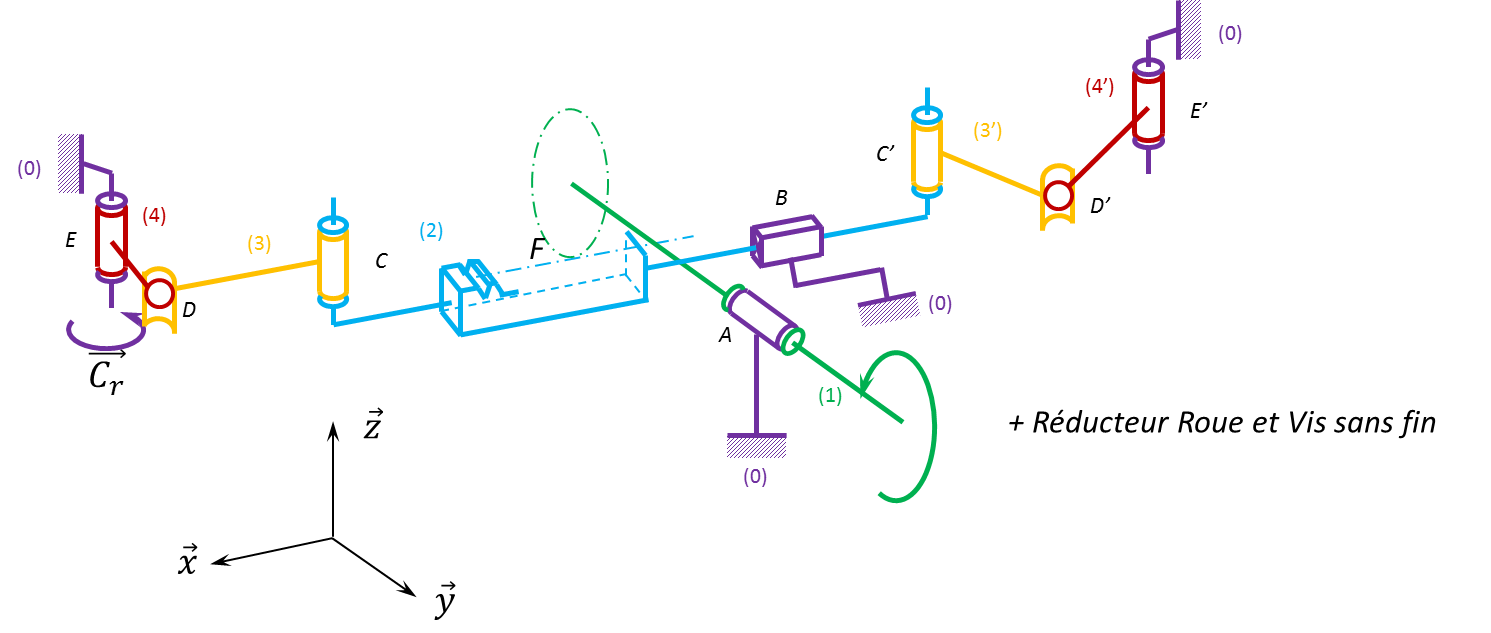 (0)
(4')
E'
(3')
C'
D'
(0)
(4)
E
(3)
C
(2)
F
B
D
(0)
A
C_r
(1)
z
+ Réducteur Roue et Vis sans fin
(0)
x
y